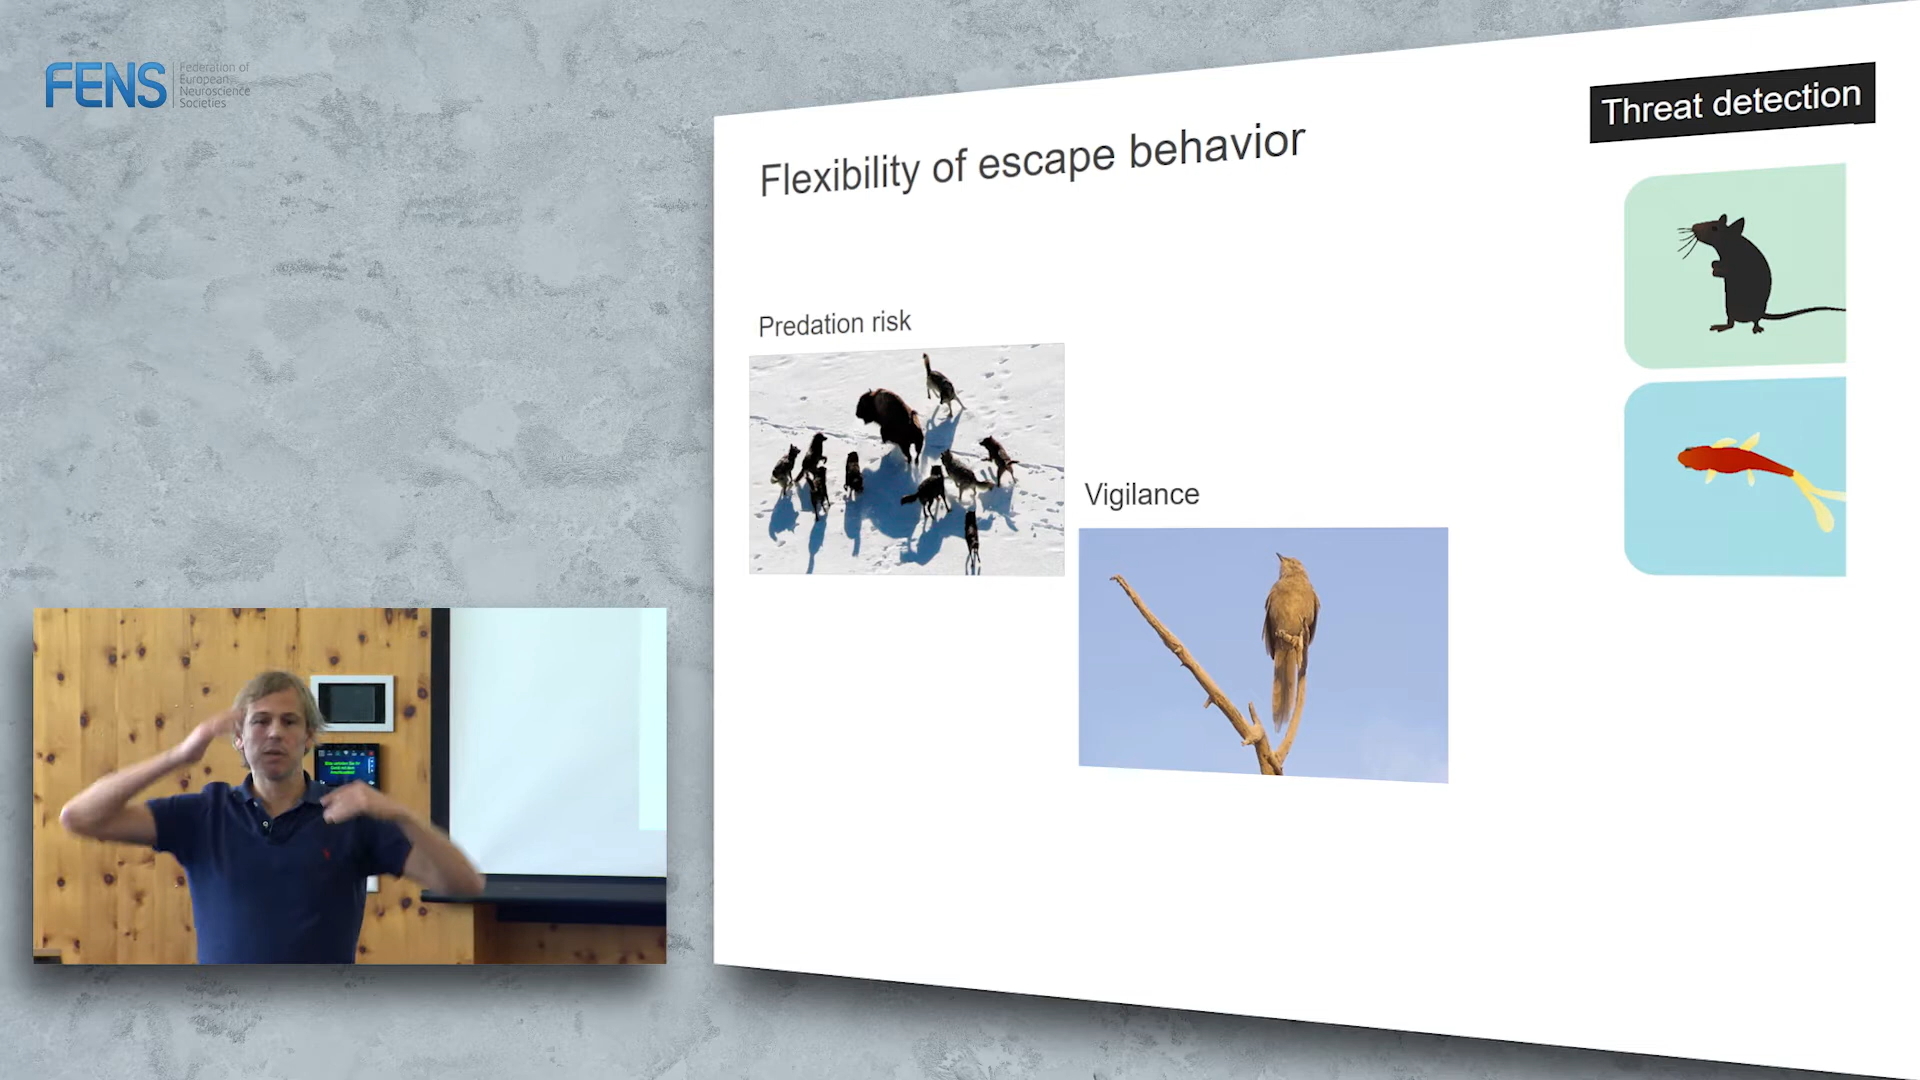 FENS
Federation of
European
Neuroscience
Societies
Threat detection
Flexibility of escape behavior
Predation risk
Vigilance